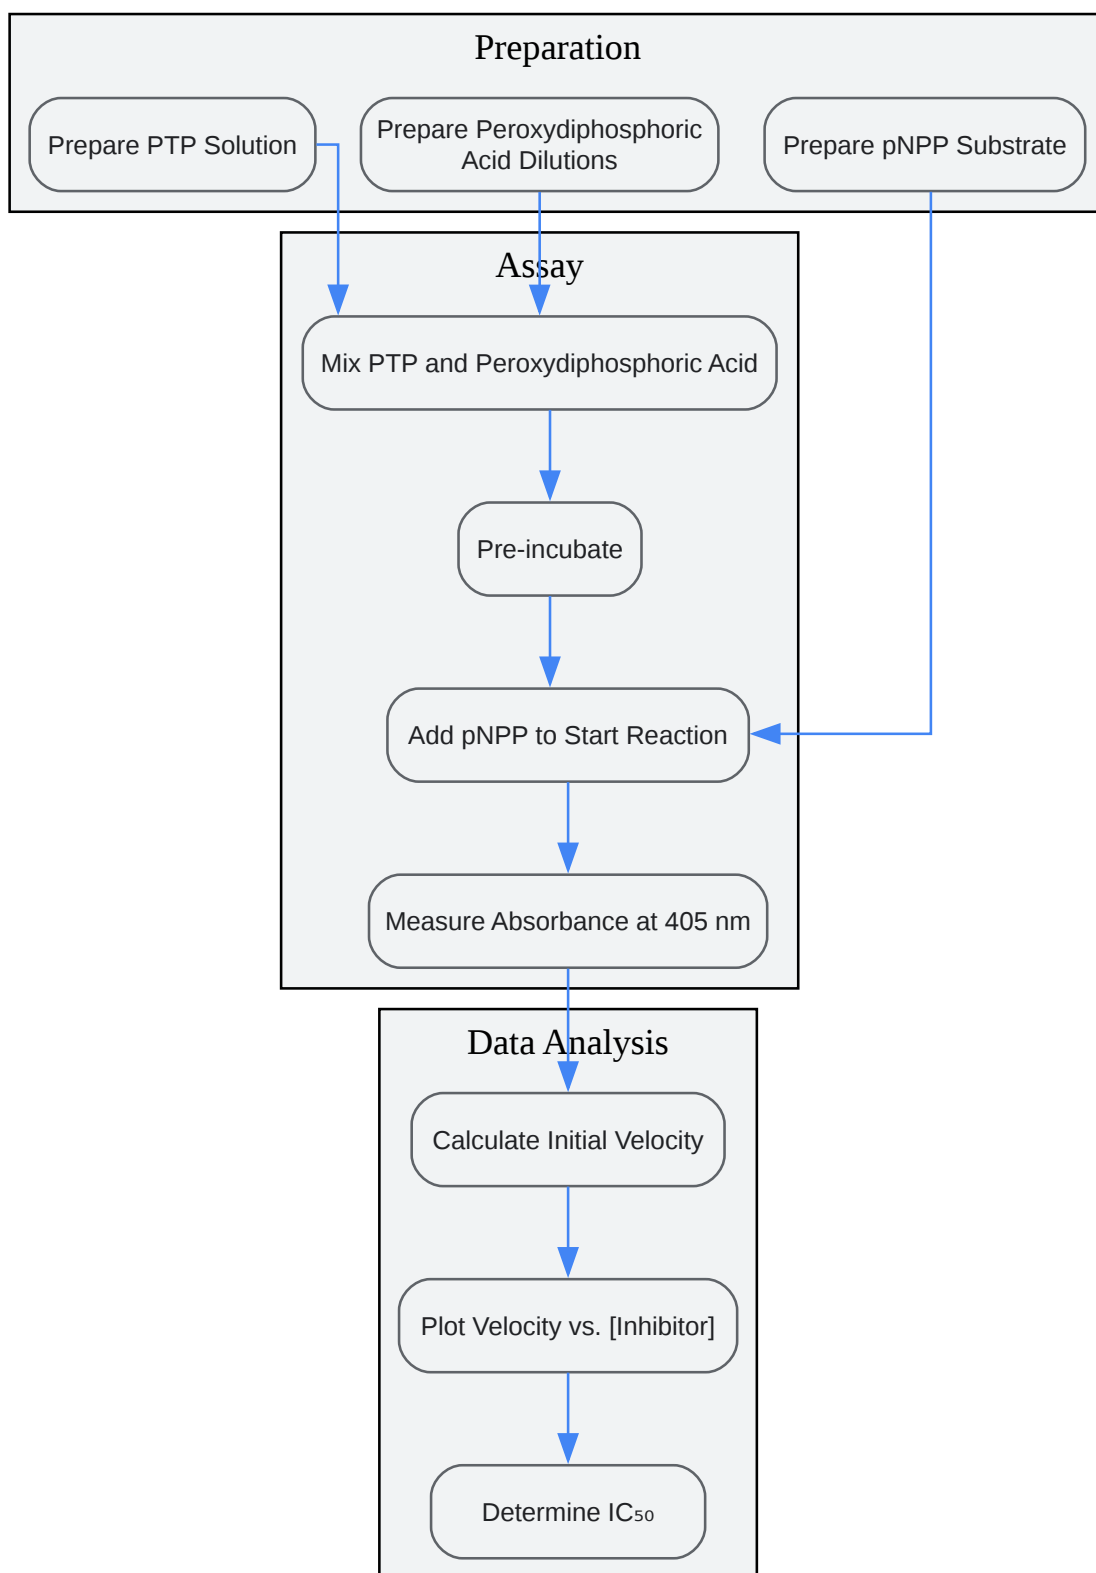 Preparation
Prepare PTP Solution
Prepare Peroxydiphosphoric
Acid Dilutions
Prepare pNPP Substrate
Assay
Mix PTP and Peroxydiphosphoric Acid
Pre-incubate
Add pNPP to Start Reaction
Measure Absorbance at 405 nm
Data Analysis
Calculate Initial Velocity
Plot Velocity vs. [Inhibitor]
Determine IC₅₀